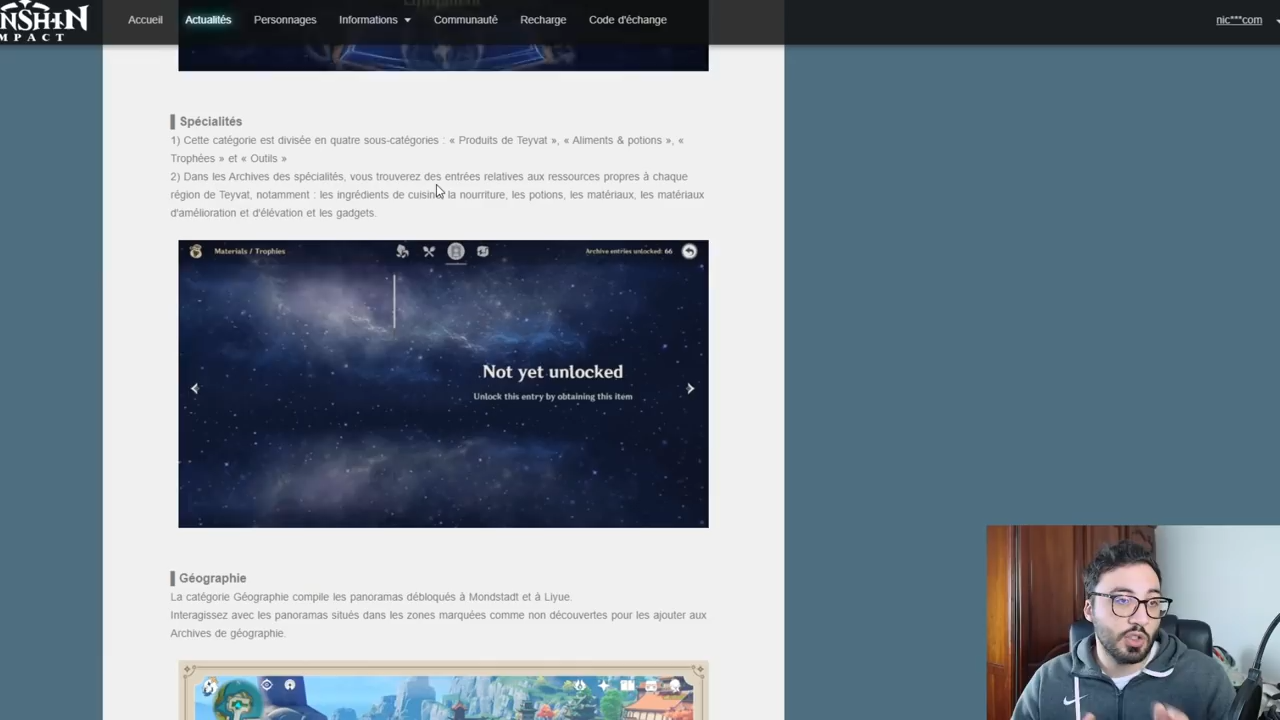 ENSHIN
MPACT
Accueil Actualités Personnages Informations Communauté Recharge Code d'échange nic***com
Spécialités
1) Cette catégorie est divisée en quatre sous-catégories : « Produits de Teyvat », « Aliments & potions », «
Trophées » et « Outils »
2) Dans les Archives des spécialités, vous trouverez des entrées relatives aux ressources propres à chaque
région de Teyvat, notamment : les ingrédients de cuisine, la nourriture, les potions, les matériaux, les matériaux
d'amélioration et d'élévation et les gadgets.
Materials / Trophies Archive entries unlocked: 66
Not yet unlocked
Unlock this entry by obtaining this item
Géographie
La catégorie Géographie compile les panoramas débloqués à Mondstadt et à Liyue.
Interagissez avec les panoramas situés dans les zones marquées comme non découvertes pour les ajouter aux
Archives de géographie.